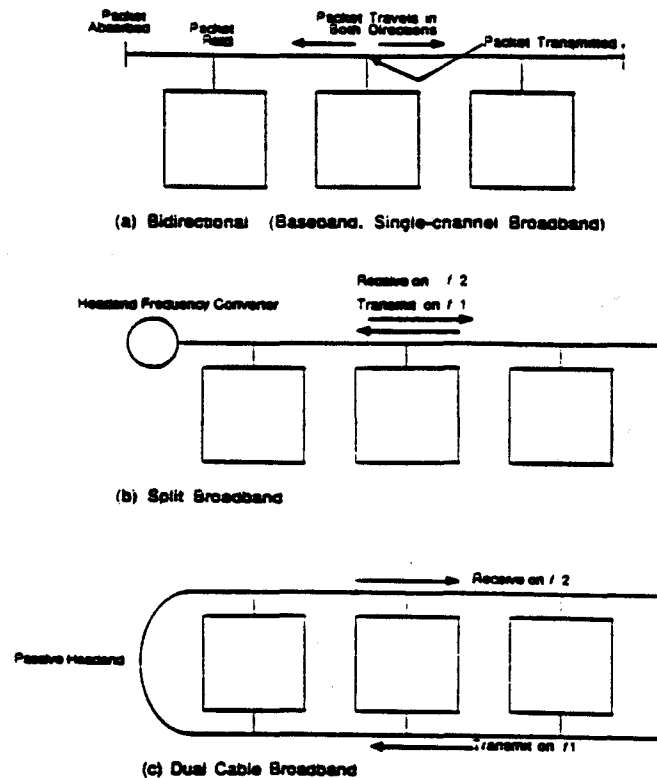 Packet
Absorbed
Packet
Read
Packet Travels in
Both Directions
Packet Transmitted
(a) Bidirectional (Baseband, Single-channel Broadband)
Receive on f 2
Headend Frequency Converter
Transmit on f 1
(b) Split Broadband
Receive on f 2
Passive Headend
Transmit on f1
(c) Dual Cable Broadband